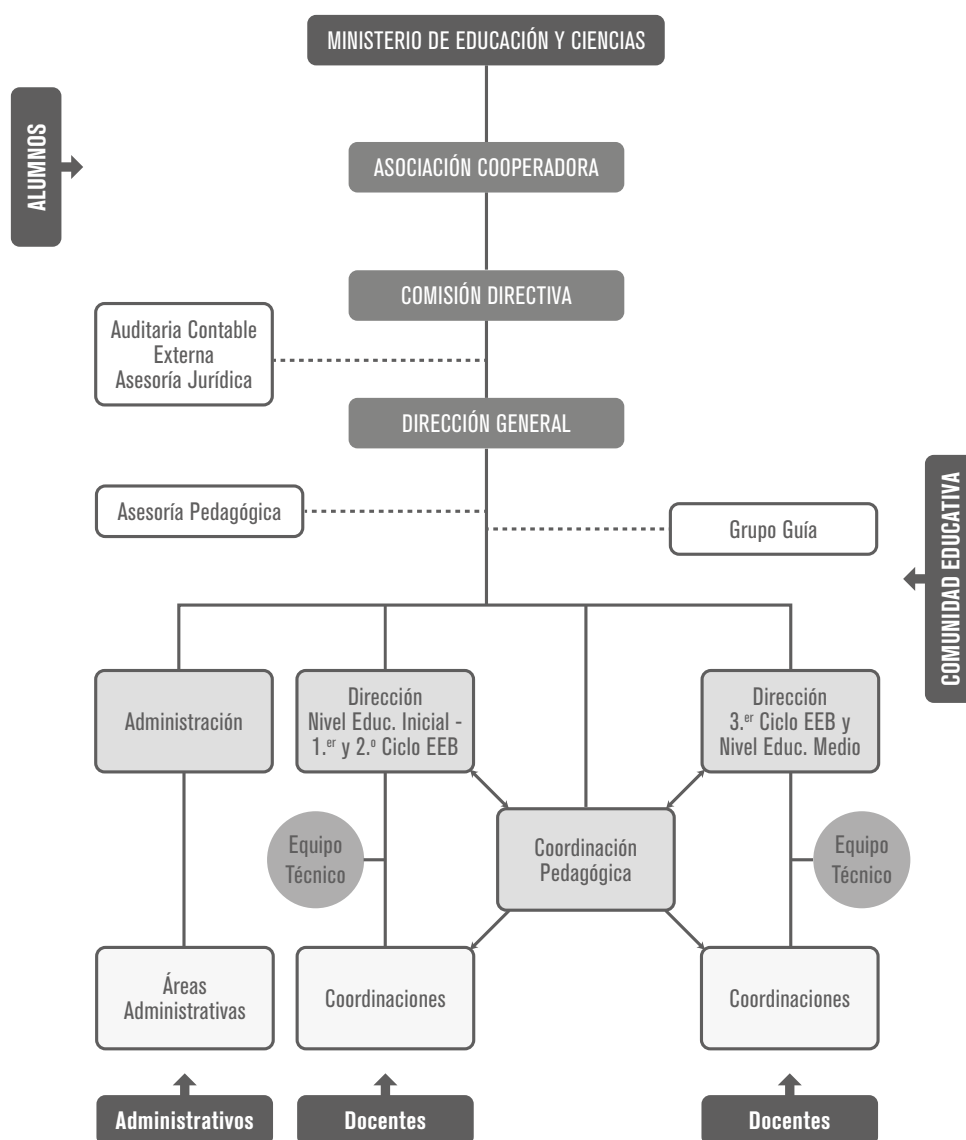 MINISTERIO DE EDUCACIÓN Y CIENCIAS
ALUMNOS
ASOCIACIÓN COOPERADORA
COMISIÓN DIRECTIVA
Auditaria Contable
Externa
Asesoría Jurídica
DIRECCIÓN GENERAL
Asesoría Pedagógica
Grupo Guía
COMUNIDAD EDUCATIVA
Administración
Dirección
Nivel Educ. Inicial -
1.er y 2.º Ciclo EEB
Dirección
3.er Ciclo EEB y
Nivel Educ. Medio
Equipo
Técnico
Coordinación
Pedagógica
Equipo
Técnico
Áreas
Administrativas
Coordinaciones
Coordinaciones
Administrativos
Docentes
Docentes